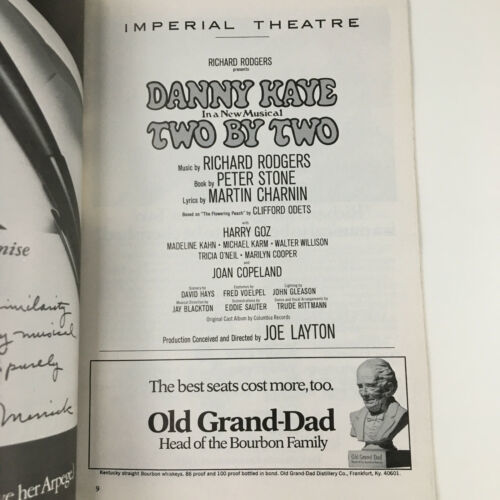 IMPERIAL THEATRE
RICHARD RODGERS
presents
DANNY KAYE
In a New Musical
TWO BY TWO
Music by RICHARD RODGERS
Book by PETER STONE
Lyrics by MARTIN CHARNIN
Based on "The Flowering Peach" by CLIFFORD ODETS
with
HARRY GOZ
MADELINE KAHN • MICHAEL KARM • WALTER WILLISON
TRICIA O'NEIL • MARILYN COOPER
and
JOAN COPELAND
Scenery by Costumes by Lighting by
DAVID HAYS FRED VOELPEL JOHN GLEASON
Musical Direction by Orchestrations by Dance and Vocal Arrangements by
JAY BLACKTON EDDIE SAUTER TRUDE RITTMANN
Original Cast Album by Columbia Records
Production Conceived and Directed by JOE LAYTON
The best seats cost more, too.
Old Grand-Dad
Head of the Bourbon Family
Old Grand Dad
Kentucky straight Bourbon whiskeys, 86 proof and 100 proof bottled in bond. Old Grand-Dad Distillery Co., Frankfort, Ky. 40601.
9
mise
similarity
musical
purely
Merrick
her Arpege